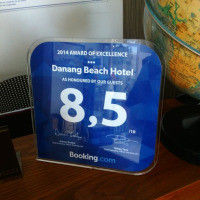 2014 AWARD OF EXCELLENCE
Danang Beach Hotel
AS HONOURED BY OUR GUESTS
8,5
/10
Booking.com